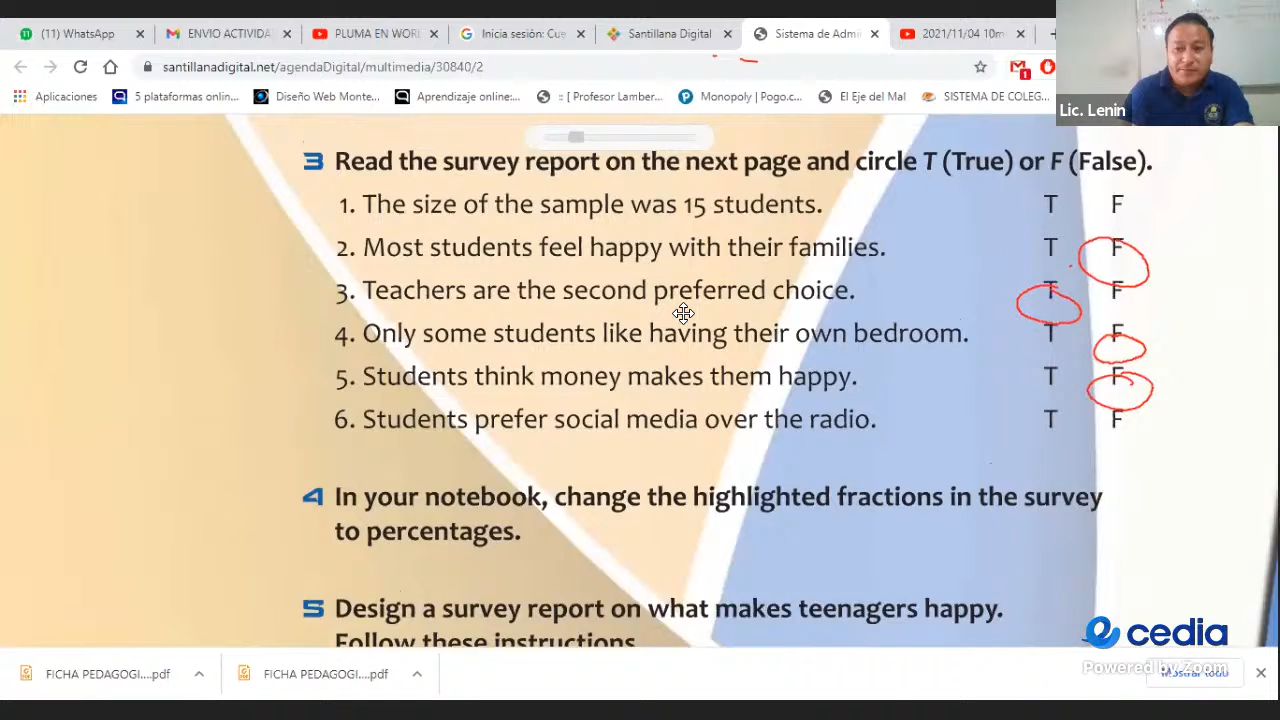 (11) WhatsApp
ENVIO ACTIVIDA
PLUMA EN WORL
Inicia sesión: Cue
Santillana Digital
Sistema de Admi
2021/11/04 10m
santillanadigital.net/agendaDigital/multimedia/30840/2
1
Aplicaciones
5 plataformas onlin...
Diseño Web Monte...
Aprendizaje online:...
:: [ Profesor Lamber...
Monopoly | Pogo.c...
El Eje del Mal
SISTEMA DE COLEG...
Lic. Lenin
3 Read the survey report on the next page and circle T (True) or F (False).
1. The size of the sample was 15 students. T F
2. Most students feel happy with their families. T F
3. Teachers are the second preferred choice. T F
4. Only some students like having their own bedroom. T F
5. Students think money makes them happy. T F
6. Students prefer social media over the radio. T F
4 In your notebook, change the highlighted fractions in the survey
to percentages.
5 Design a survey report on what makes teenagers happy.
Follow these instructions
cedia
Powered by Zoom
FICHA PEDAGOGI....pdf
FICHA PEDAGOGI....pdf
Mostrar todo